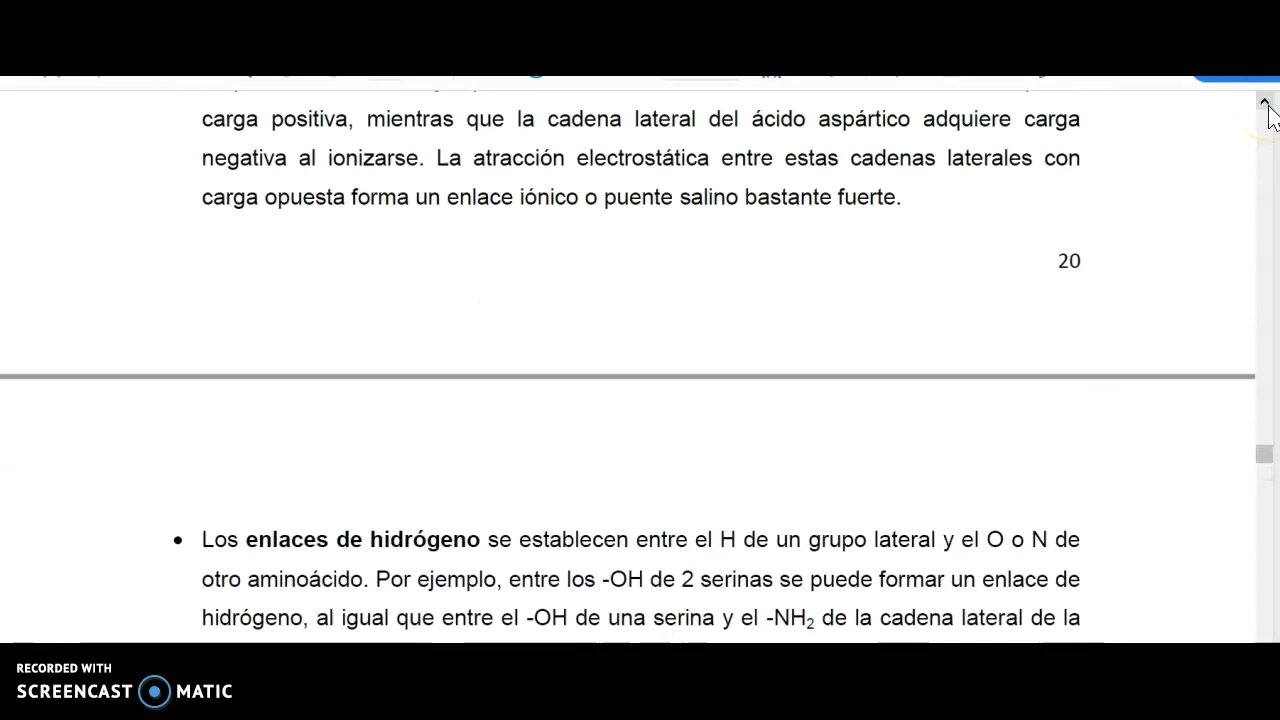 carga positiva, mientras que la cadena lateral del ácido aspártico adquiere carga
negativa al ionizarse. La atracción electrostática entre estas cadenas laterales con
carga opuesta forma un enlace iónico o puente salino bastante fuerte.
20
• Los enlaces de hidrógeno se establecen entre el H de un grupo lateral y el O o N de
otro aminoácido. Por ejemplo, entre los -OH de 2 serinas se puede formar un enlace de
hidrógeno, al igual que entre el -OH de una serina y el -NH₂ de la cadena lateral de la
RECORDED WITH
SCREENCAST MATIC